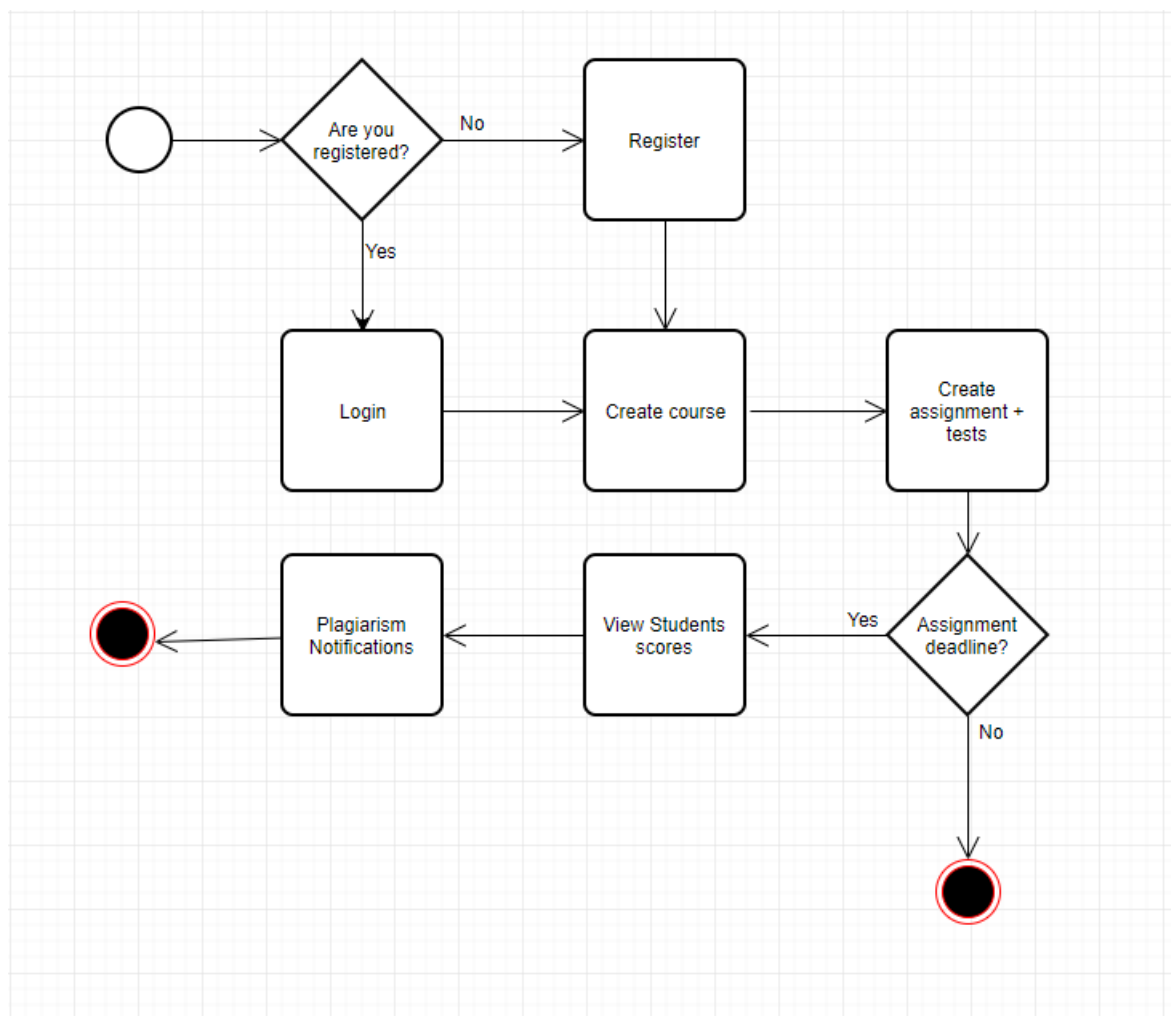 Are you
registered?
No
Register
Yes
Login
Create course
Create
assignment +
tests
Plagiarism
Notifications
View Students
scores
Yes
Assignment
deadline?
No